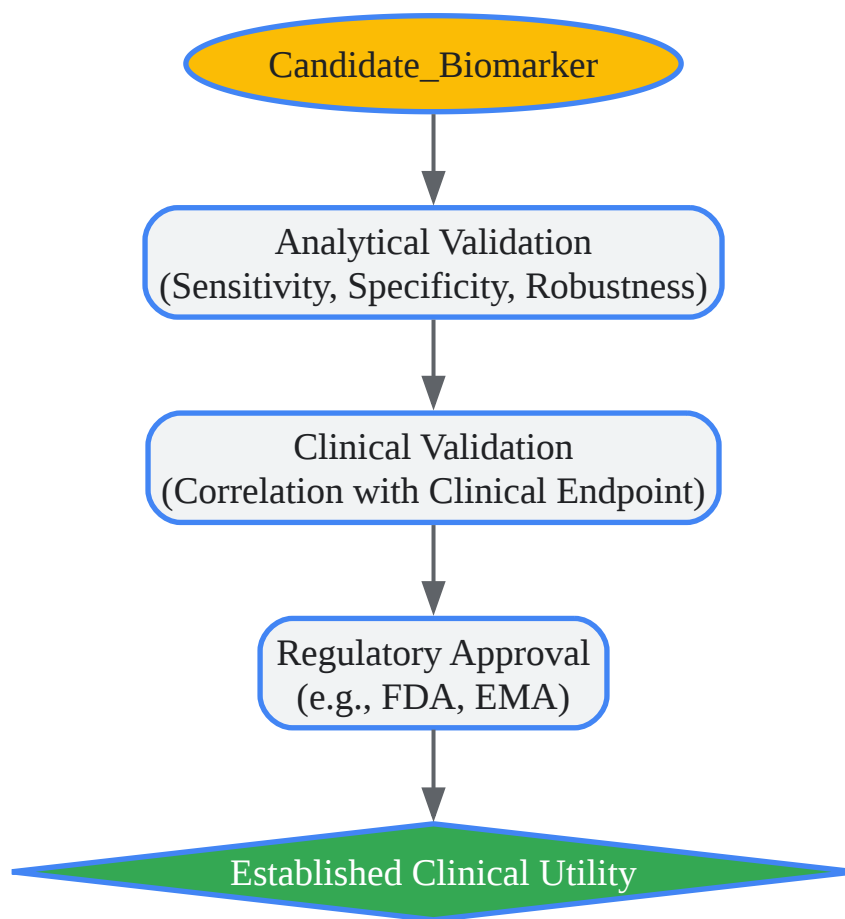 Candidate_Biomarker
Analytical Validation
(Sensitivity, Specificity, Robustness)
Clinical Validation
(Correlation with Clinical Endpoint)
Regulatory Approval
(e.g., FDA, EMA)
Established Clinical Utility